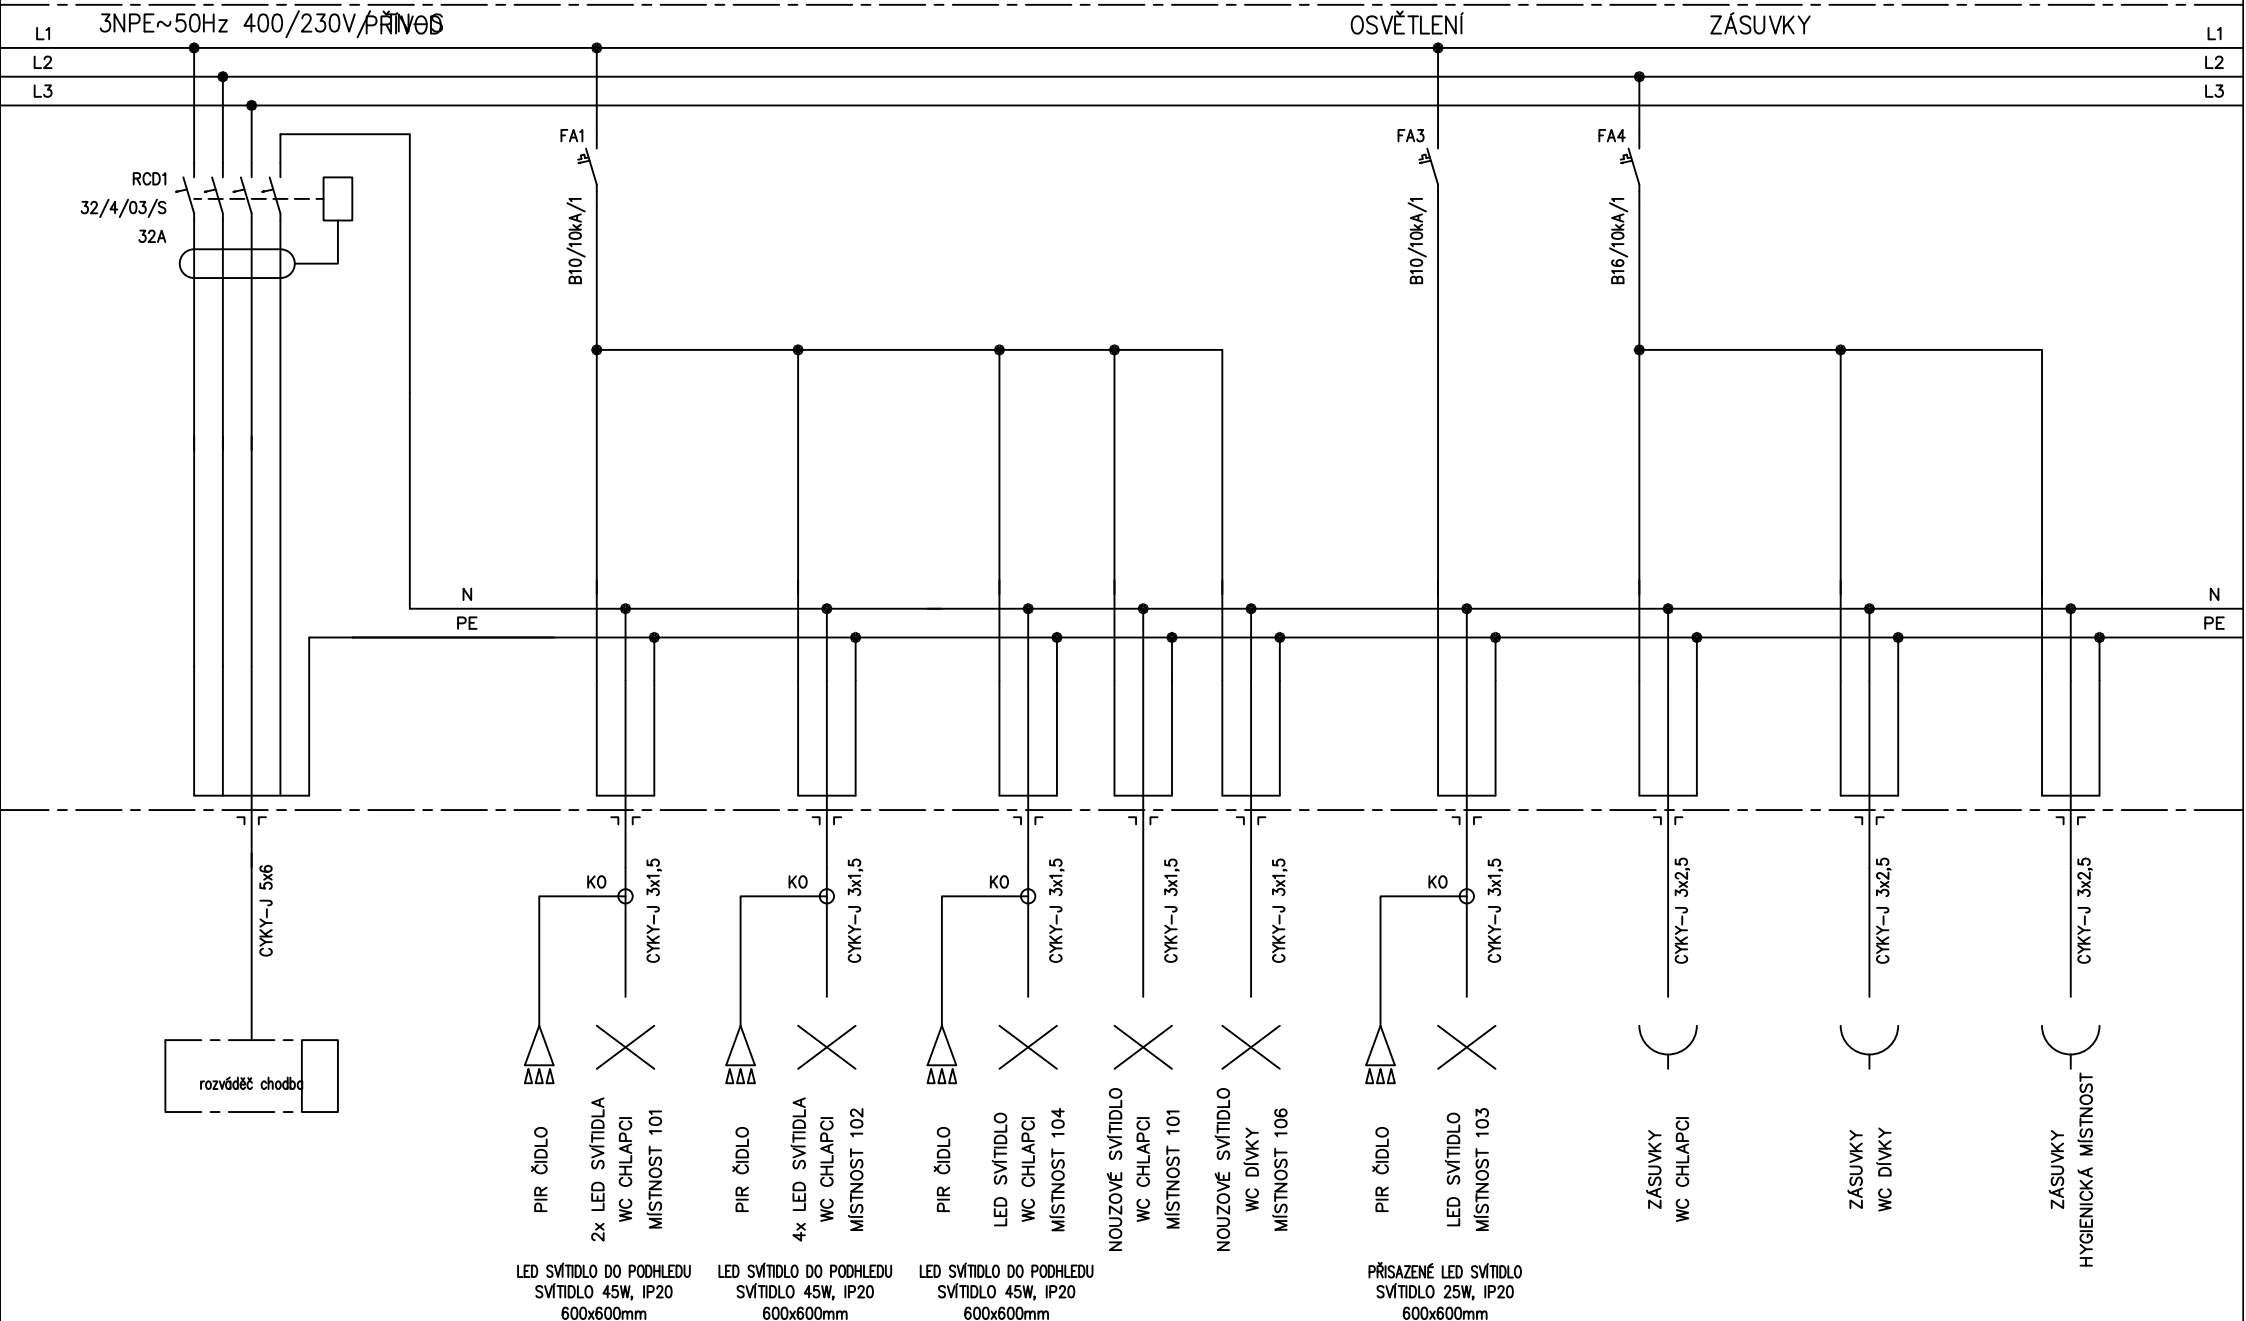 3NPE~50Hz 400/230V/TN-S
PŘÍVOD
OSVĚTLENÍ
ZÁSUVKY
L1
L1
L2
L2
L3
L3
FA1
FA3
FA4
RCD1
32/4/03/S
32A
B10/10kA/1
B10/10kA/1
B16/10kA/1
N
N
PE
PE
KO
KO
KO
KO
CYKY-J 5x6
CYKY-J 3x1,5
CYKY-J 3x1,5
CYKY-J 3x1,5
CYKY-J 3x1,5
CYKY-J 3x1,5
CYKY-J 3x1,5
CYKY-J 3x2,5
CYKY-J 3x2,5
CYKY-J 3x2,5
rozváděč chodba
PIR ČIDLO
2x LED SVÍTIDLA
WC CHLAPCI
MÍSTNOST 101
PIR ČIDLO
4x LED SVÍTIDLA
WC CHLAPCI
MÍSTNOST 102
PIR ČIDLO
LED SVÍTIDLO
WC CHLAPCI
MÍSTNOST 104
NOUZOVÉ SVÍTIDLO
WC CHLAPCI
MÍSTNOST 101
NOUZOVÉ SVÍTIDLO
WC DÍVKY
MÍSTNOST 106
PIR ČIDLO
LED SVÍTIDLO
MÍSTNOST 103
ZÁSUVKY
WC CHLAPCI
ZÁSUVKY
WC DÍVKY
ZÁSUVKY
HYGIENICKÁ MÍSTNOST
LED SVÍTIDLO DO PODHLEDU
SVÍTIDLO 45W, IP20
600x600mm
LED SVÍTIDLO DO PODHLEDU
SVÍTIDLO 45W, IP20
600x600mm
LED SVÍTIDLO DO PODHLEDU
SVÍTIDLO 45W, IP20
600x600mm
PŘISAZENÉ LED SVÍTIDLO
SVÍTIDLO 25W, IP20
600x600mm